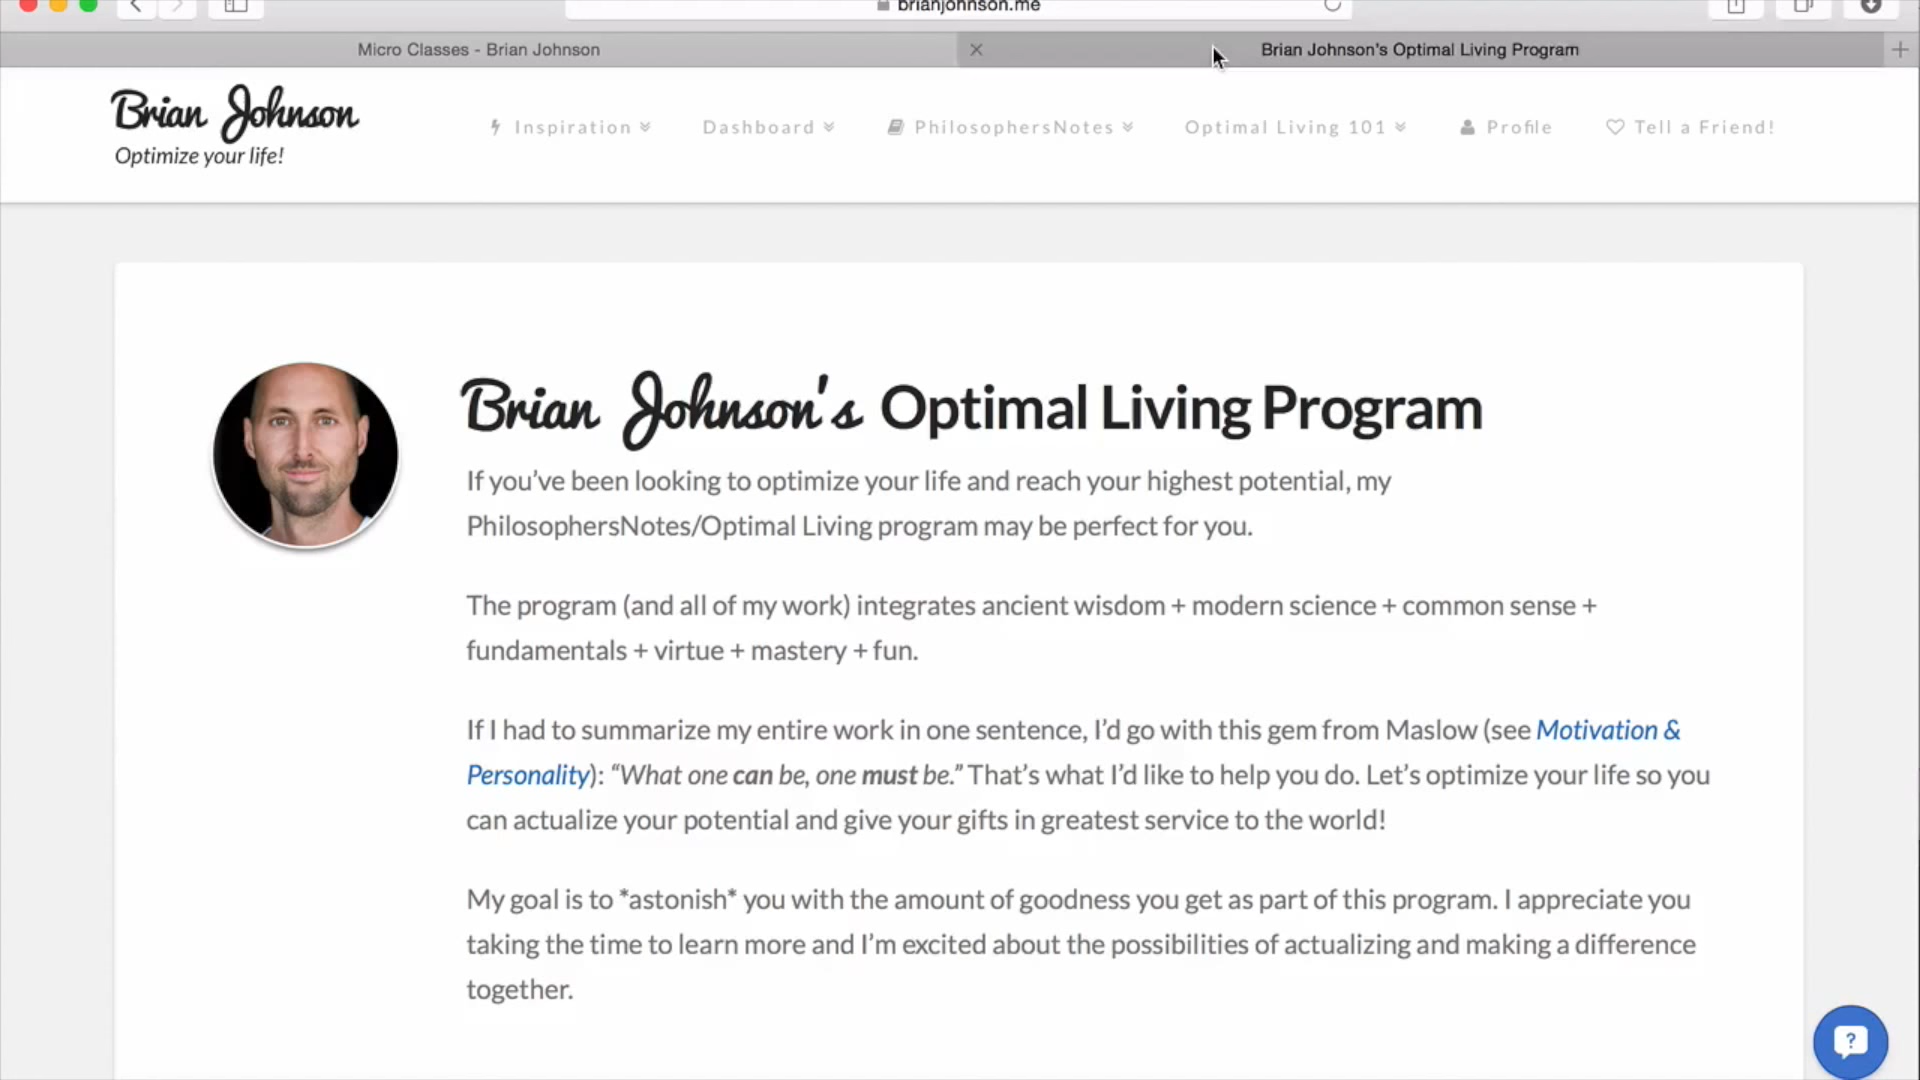 brianjohnson.me
Micro Classes - Brian Johnson
Brian Johnson's Optimal Living Program
Brian Johnson
Optimize your life!
Inspiration
Dashboard
PhilosophersNotes
Optimal Living 101
Profile
Tell a Friend!
Brian Johnson's Optimal Living Program
If you’ve been looking to optimize your life and reach your highest potential, my
PhilosophersNotes/Optimal Living program may be perfect for you.
The program (and all of my work) integrates ancient wisdom + modern science + common sense +
fundamentals + virtue + mastery + fun.
If I had to summarize my entire work in one sentence, I’d go with this gem from Maslow (see Motivation &
Personality): “What one can be, one must be.” That’s what I’d like to help you do. Let’s optimize your life so you
can actualize your potential and give your gifts in greatest service to the world!
My goal is to *astonish* you with the amount of goodness you get as part of this program. I appreciate you
taking the time to learn more and I’m excited about the possibilities of actualizing and making a difference
together.
?